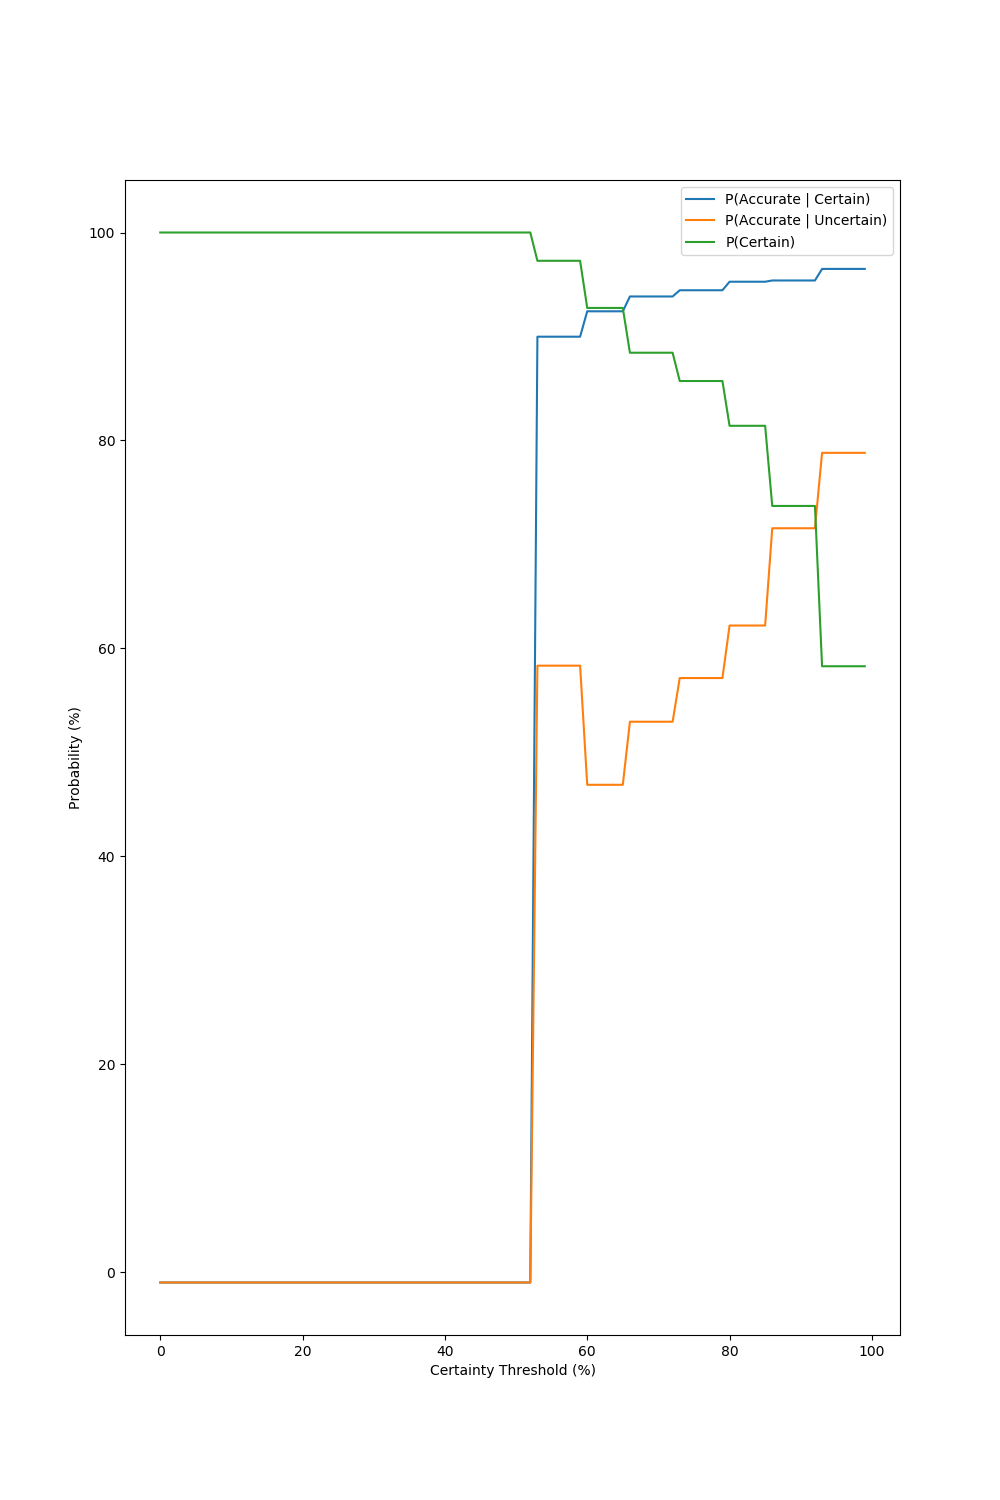 P(Accurate | Certain)
P(Accurate | Uncertain)
P(Certain)
100
80
60
40
20
0
Probability (%)
0 20 40 60 80 100
Certainty Threshold (%)